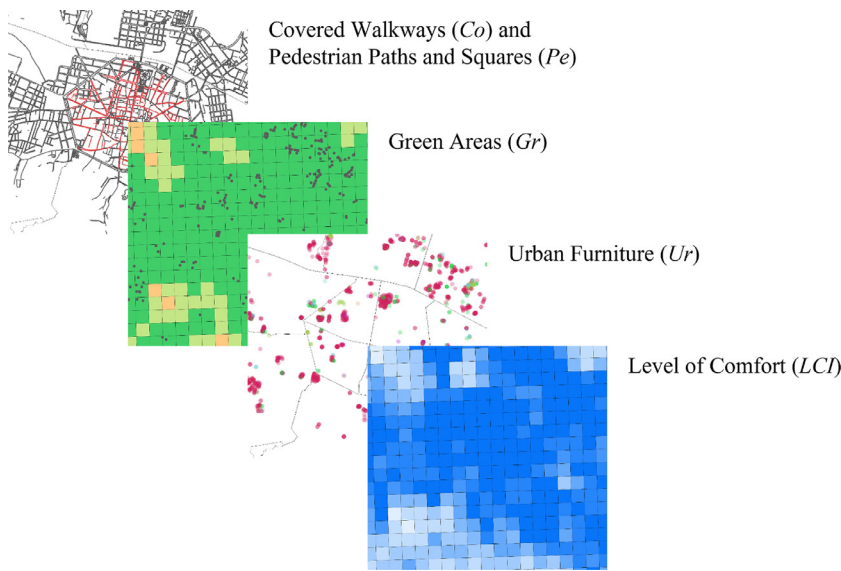 Covered Walkways (Co) and
Pedestrian Paths and Squares (Pe)
Green Areas (Gr)
Urban Furniture (Ur)
Level of Comfort (LCI)